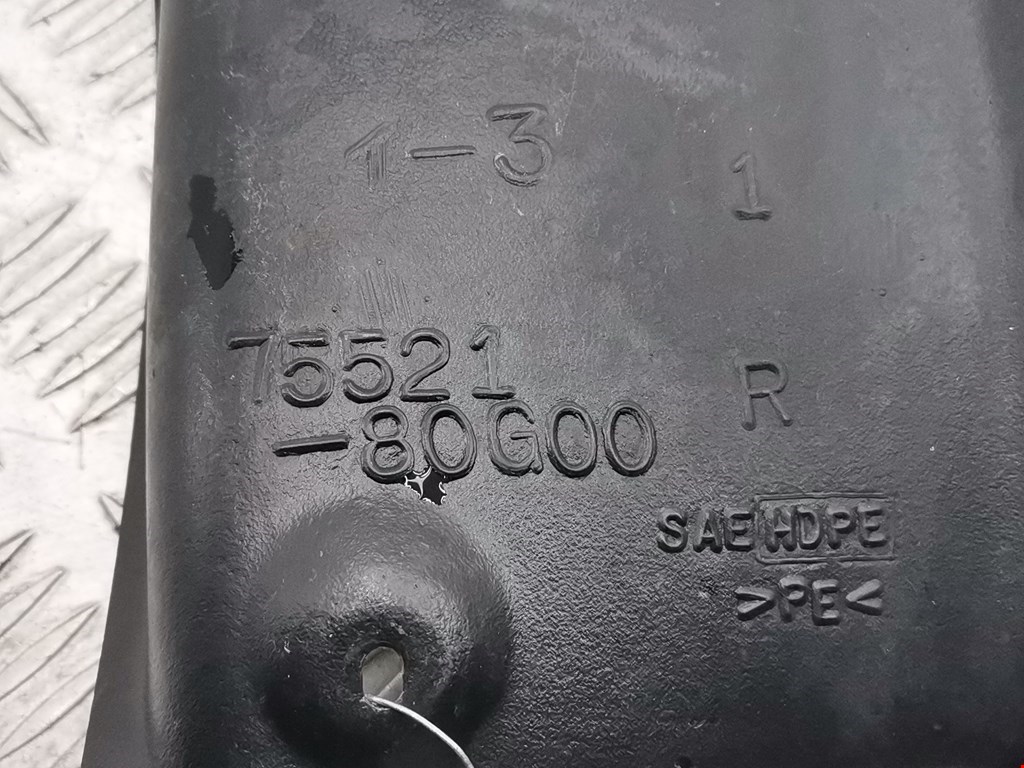 1-3
1
75521
-80G00
R
SAE HDPE
>PE<